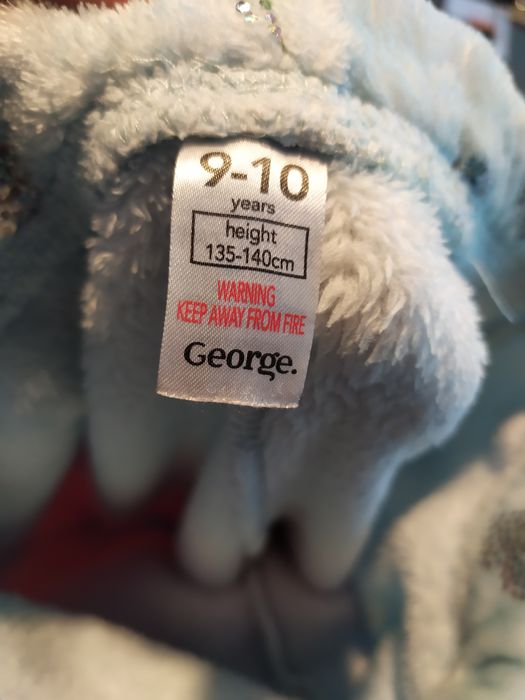 9-10
years
height
135-140cm
WARNING
KEEP AWAY FROM FIRE
George.